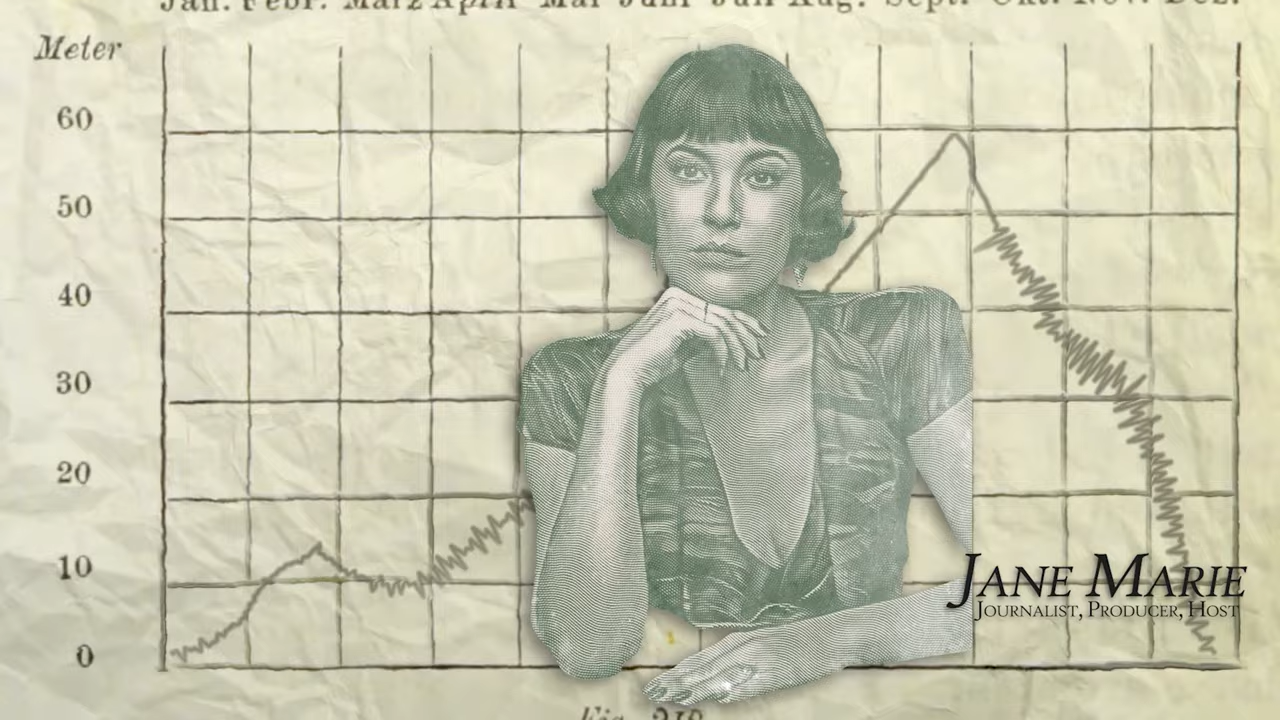 Jan. Febr. März April Mai Juni Juli Aug. Sept. Okt. Nov. Dez.
Meter
60
50
40
30
20
10
0
JANE MARIE
JOURNALIST, PRODUCER, HOST
Fig.